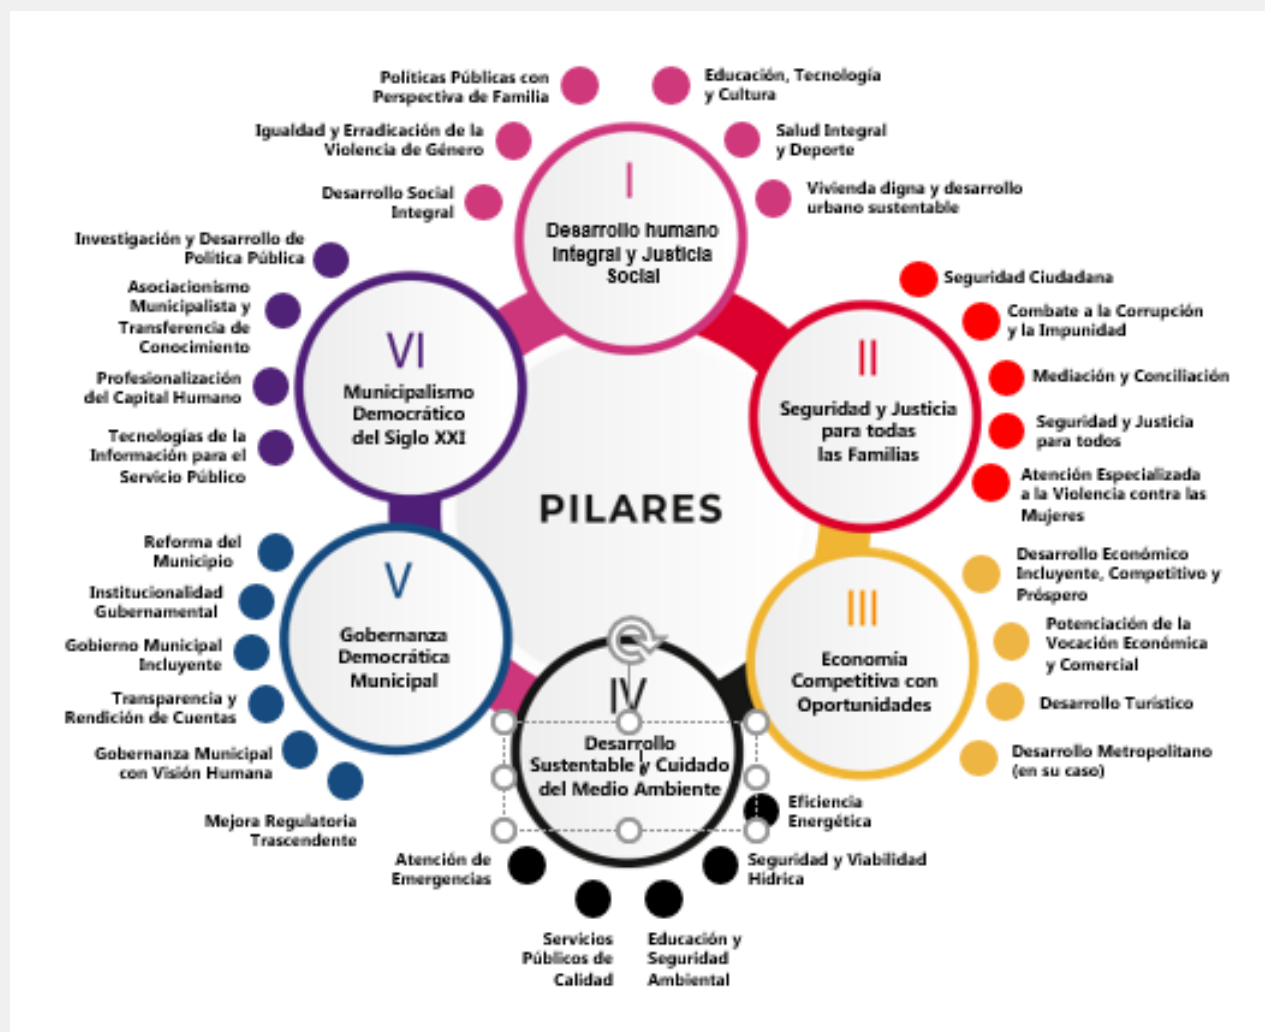 Políticas Públicas con
Perspectiva de Familia
Educación, Tecnología
y Cultura
Igualdad y Erradicación de la
Violencia de Género
Salud Integral
y Deporte
Desarrollo Social
Integral
Vivienda digna y desarrollo
urbano sustentable
I
Desarrollo humano
Integral y Justicia
Social
Seguridad Ciudadana
Combate a la Corrupción
y la Impunidad
Mediación y Conciliación
Seguridad y Justicia
para todos
Atención Especializada
a la Violencia contra las
Mujeres
II
Seguridad y Justicia
para todas
las Familias
Investigación y Desarrollo de
Política Pública
Asociacionismo
Municipalista y
Transferencia de
Conocimiento
Profesionalización
del Capital Humano
Tecnologías de la
Información para el
Servicio Público
VI
Municipalismo
Democrático
del Siglo XXI
PILARES
Reforma del
Municipio
Institucionalidad
Gubernamental
Gobierno Municipal
Incluyente
Transparencia y
Rendición de Cuentas
Gobernanza Municipal
con Visión Humana
Mejora Regulatoria
Trascendente
V
Gobernanza
Democrática
Municipal
III
Economía
Competitiva con
Oportunidades
Desarrollo Económico
Incluyente, Competitivo y
Próspero
Potenciación de la
Vocación Económica
y Comercial
Desarrollo Turístico
Desarrollo Metropolitano
(en su caso)
IV
Desarrollo
Sustentable y Cuidado
del Medio Ambiente
Eficiencia
Energética
Seguridad y Viabilidad
Hídrica
Atención de
Emergencias
Servicios
Públicos de
Calidad
Educación y
Seguridad
Ambiental